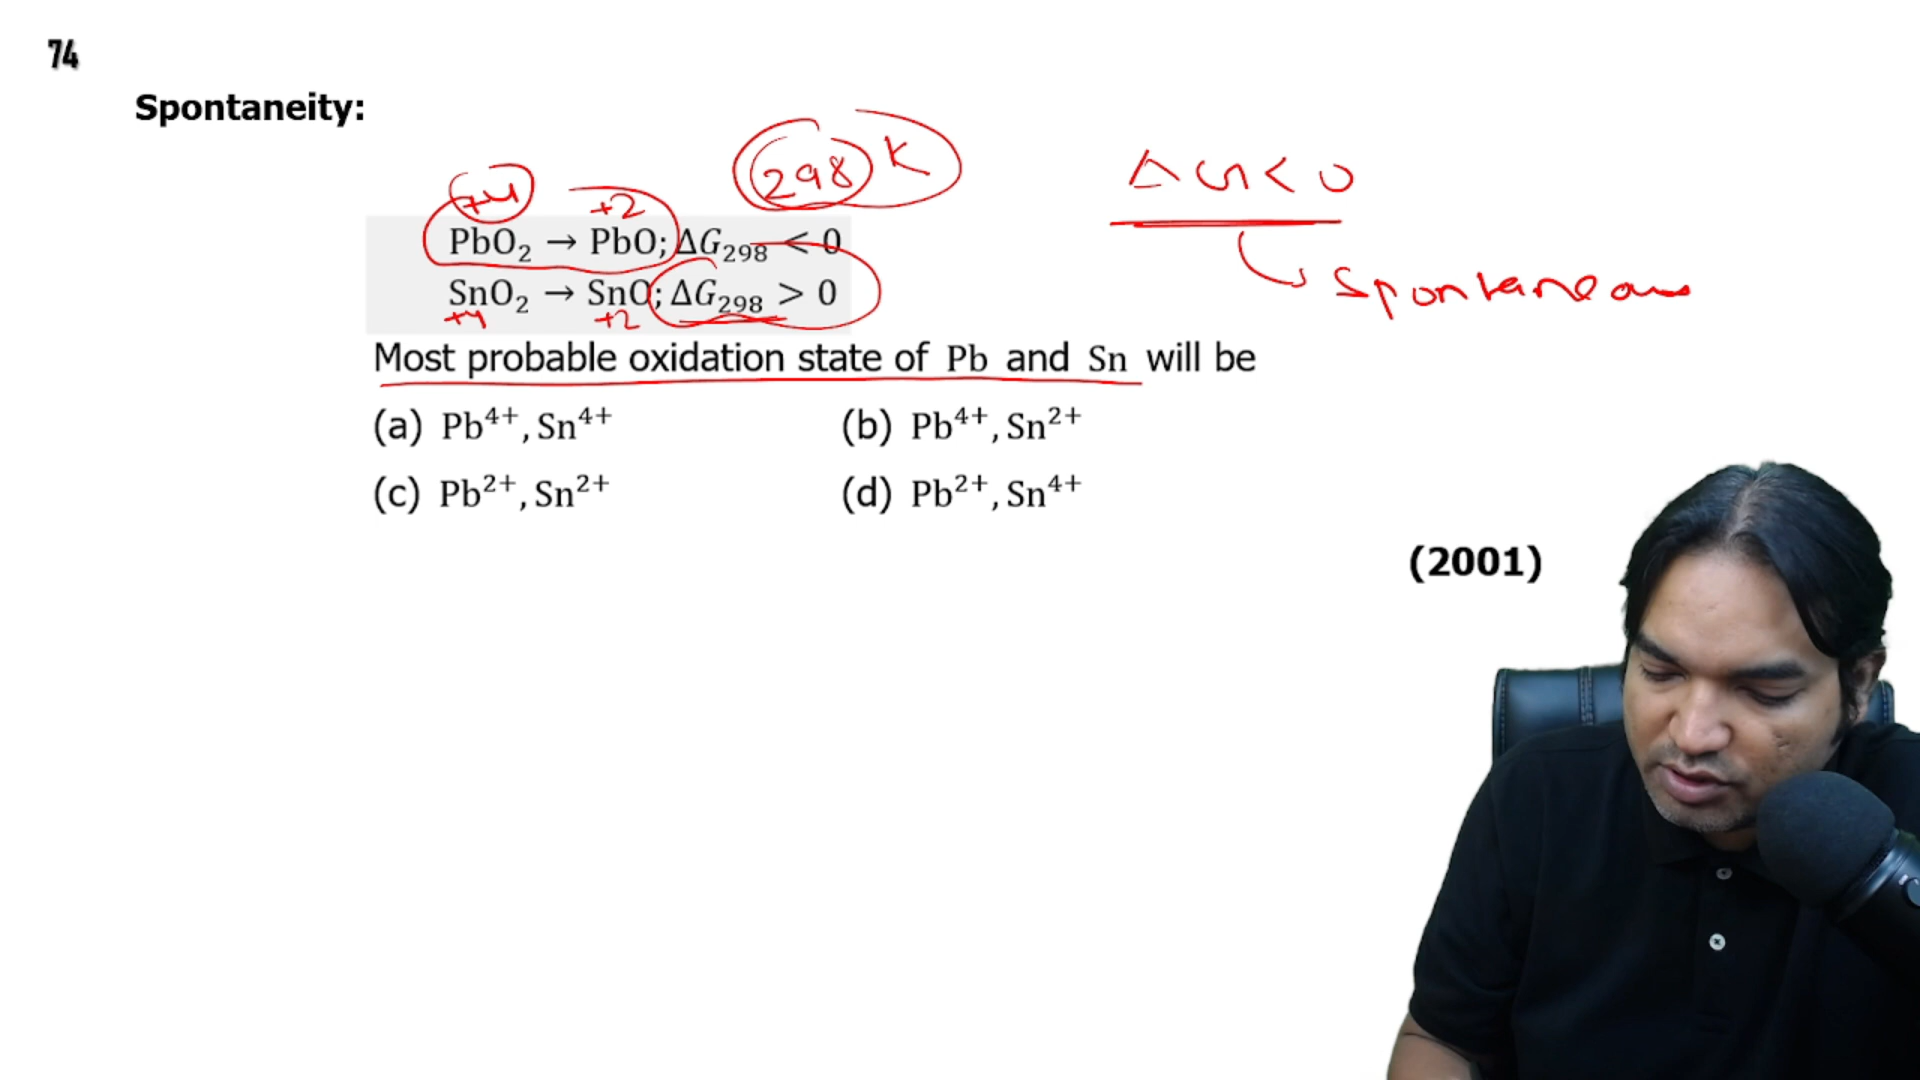 74
Spontaneity:
298 K
ΔG < 0
+4 +2
PbO₂ → PbO; ΔG₂₉₈ < 0
Spontaneous
SnO₂ → SnO; ΔG₂₉₈ > 0
+4 +2
Most probable oxidation state of Pb and Sn will be
(a) Pb⁴⁺, Sn⁴⁺ (b) Pb⁴⁺, Sn²⁺
(c) Pb²⁺, Sn²⁺ (d) Pb²⁺, Sn⁴⁺
(2001)